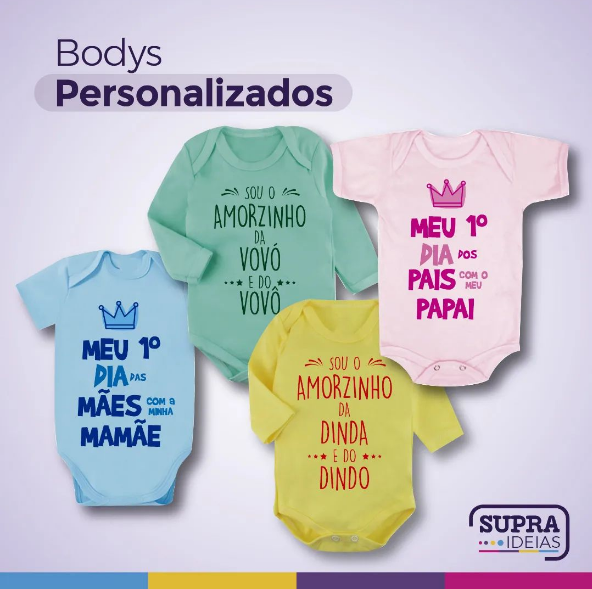 Bodys
Personalizados
SOU O
AMORZINHO
DA
VOVÓ
E DO
VOVÔ
MEU 1º
DIA DOS
PAIS COM O
MEU
PAPAI
MEU 1º
DIA DAS
MÃES COM A
MINHA
MAMÃE
SOU O
AMORZINHO
DA
DINDA
E DO
DINDO
SUPRA
IDEIAS